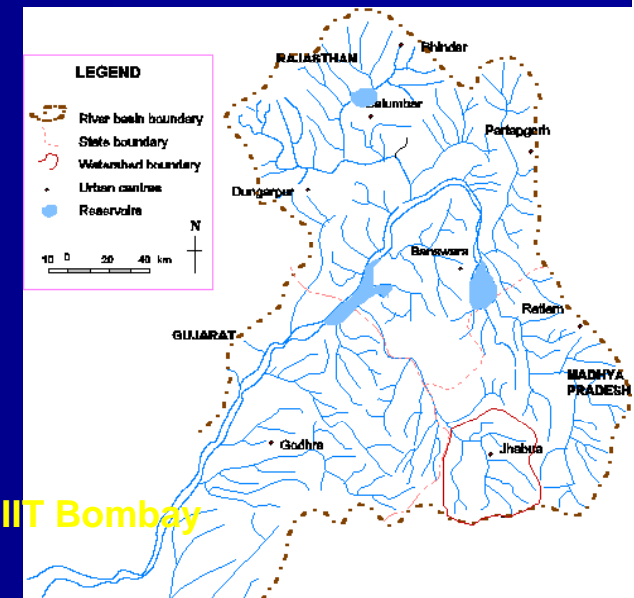 LEGEND
River basin boundary
State boundary
Watershed boundary
Urban centres
Reservoirs
N
10 0 20 40 km
RAJASTHAN
Bhinder
Salumbar
Partapgarh
Dungarpur
Banswara
Ratlam
GUJARAT
MADHYA
PRADESH
Godhra
Jhabua
IIT Bombay